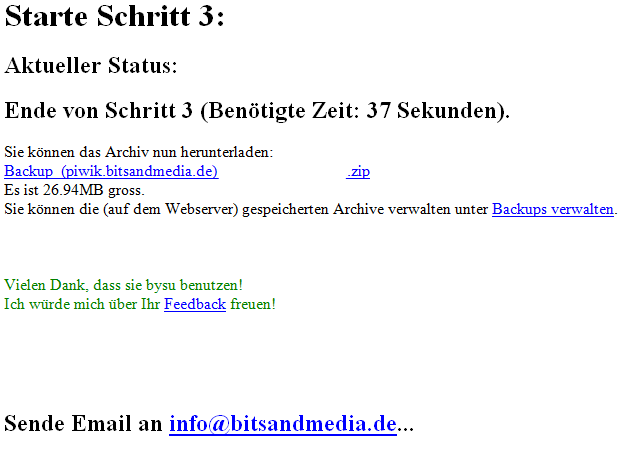 Starte Schritt 3:
Aktueller Status:
Ende von Schritt 3 (Benötigte Zeit: 37 Sekunden).
Sie können das Archiv nun herunterladen:
Backup_(piwik.bitsandmedia.de) .zip
Es ist 26.94MB gross.
Sie können die (auf dem Webserver) gespeicherten Archive verwalten unter Backups verwalten.
Vielen Dank, dass sie bysu benutzen!
Ich würde mich über Ihr Feedback freuen!
Sende Email an info@bitsandmedia.de...